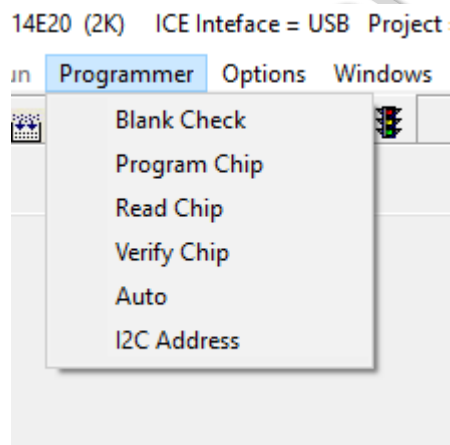 14E20 (2K) ICE Inteface = USB Project
Programmer Options Windows
Blank Check
Program Chip
Read Chip
Verify Chip
Auto
I2C Address